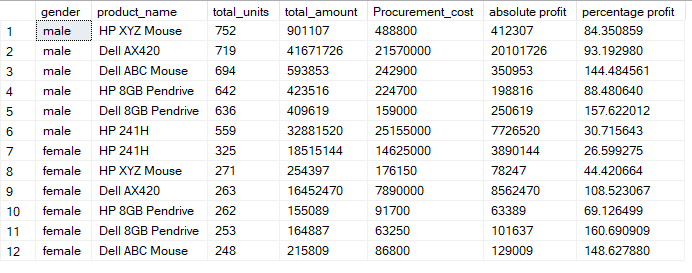 gender product_name total_units total_amount Procurement_cost absolute profit percentage profit
1 male HP XYZ Mouse 752 901107 488800 412307 84.350859
2 male Dell AX420 719 41671726 21570000 20101726 93.192980
3 male Dell ABC Mouse 694 593853 242900 350953 144.484561
4 male HP 8GB Pendrive 642 423516 224700 198816 88.480640
5 male Dell 8GB Pendrive 636 409619 159000 250619 157.622012
6 male HP 241H 559 32881520 25155000 7726520 30.715643
7 female HP 241H 325 18515144 14625000 3890144 26.599275
8 female HP XYZ Mouse 271 254397 176150 78247 44.420664
9 female Dell AX420 263 16452470 7890000 8562470 108.523067
10 female HP 8GB Pendrive 262 155089 91700 63389 69.126499
11 female Dell 8GB Pendrive 253 164887 63250 101637 160.690909
12 female Dell ABC Mouse 248 215809 86800 129009 148.627880